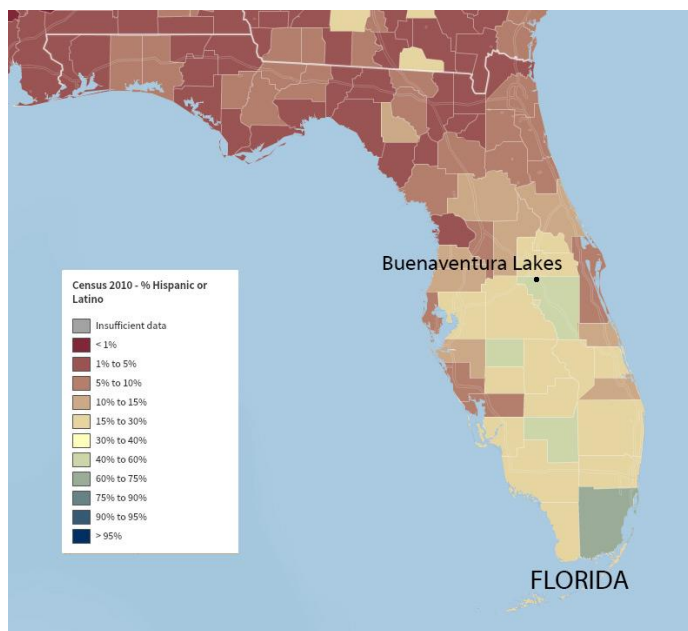 Buenaventura Lakes
Census 2010 - % Hispanic or
Latino
Insufficient data
< 1%
1% to 5%
5% to 10%
10% to 15%
15% to 30%
30% to 40%
40% to 60%
60% to 75%
75% to 90%
90% to 95%
> 95%
FLORIDA